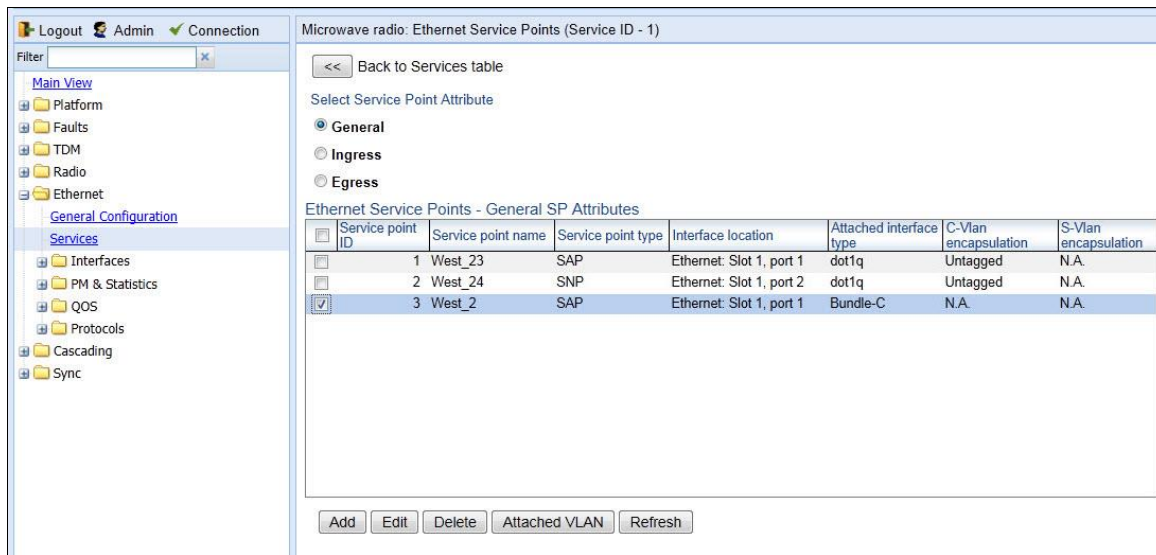 Logout Admin Connection
Filter
Main View
Platform
Faults
TDM
Radio
Ethernet
General Configuration
Services
Interfaces
PM & Statistics
QOS
Protocols
Cascading
Sync
Microwave radio: Ethernet Service Points (Service ID - 1)
<< Back to Services table
Select Service Point Attribute
General
Ingress
Egress
Ethernet Service Points - General SP Attributes
Service point ID Service point name Service point type Interface location Attached interface type C-Vlan encapsulation S-Vlan encapsulation
1 West_23 SAP Ethernet: Slot 1, port 1 dot1q Untagged N.A.
2 West_24 SNP Ethernet: Slot 1, port 2 dot1q Untagged N.A.
3 West_2 SAP Ethernet: Slot 1, port 1 Bundle-C N.A. N.A.
Add Edit Delete Attached VLAN Refresh